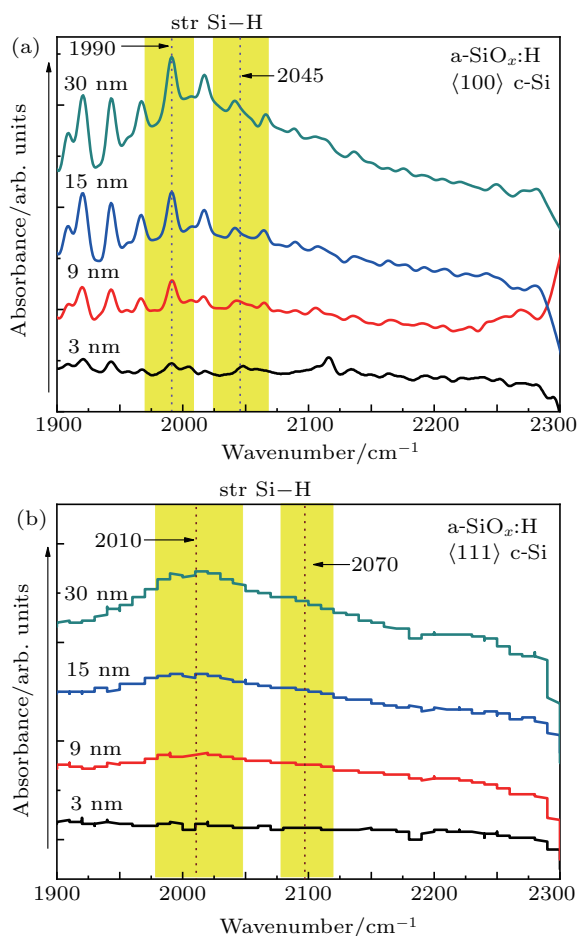 str Si−H
(a)
1990
a-SiOₓ:H
2045
⟨100⟩ c-Si
30 nm
15 nm
9 nm
3 nm
Absorbance/arb. units
1900 2000 2100 2200 2300
Wavenumber/cm⁻¹
str Si−H
(b)
a-SiOₓ:H
2010
⟨111⟩ c-Si
2070
30 nm
15 nm
9 nm
3 nm
Absorbance/arb. units
1900 2000 2100 2200 2300
Wavenumber/cm⁻¹